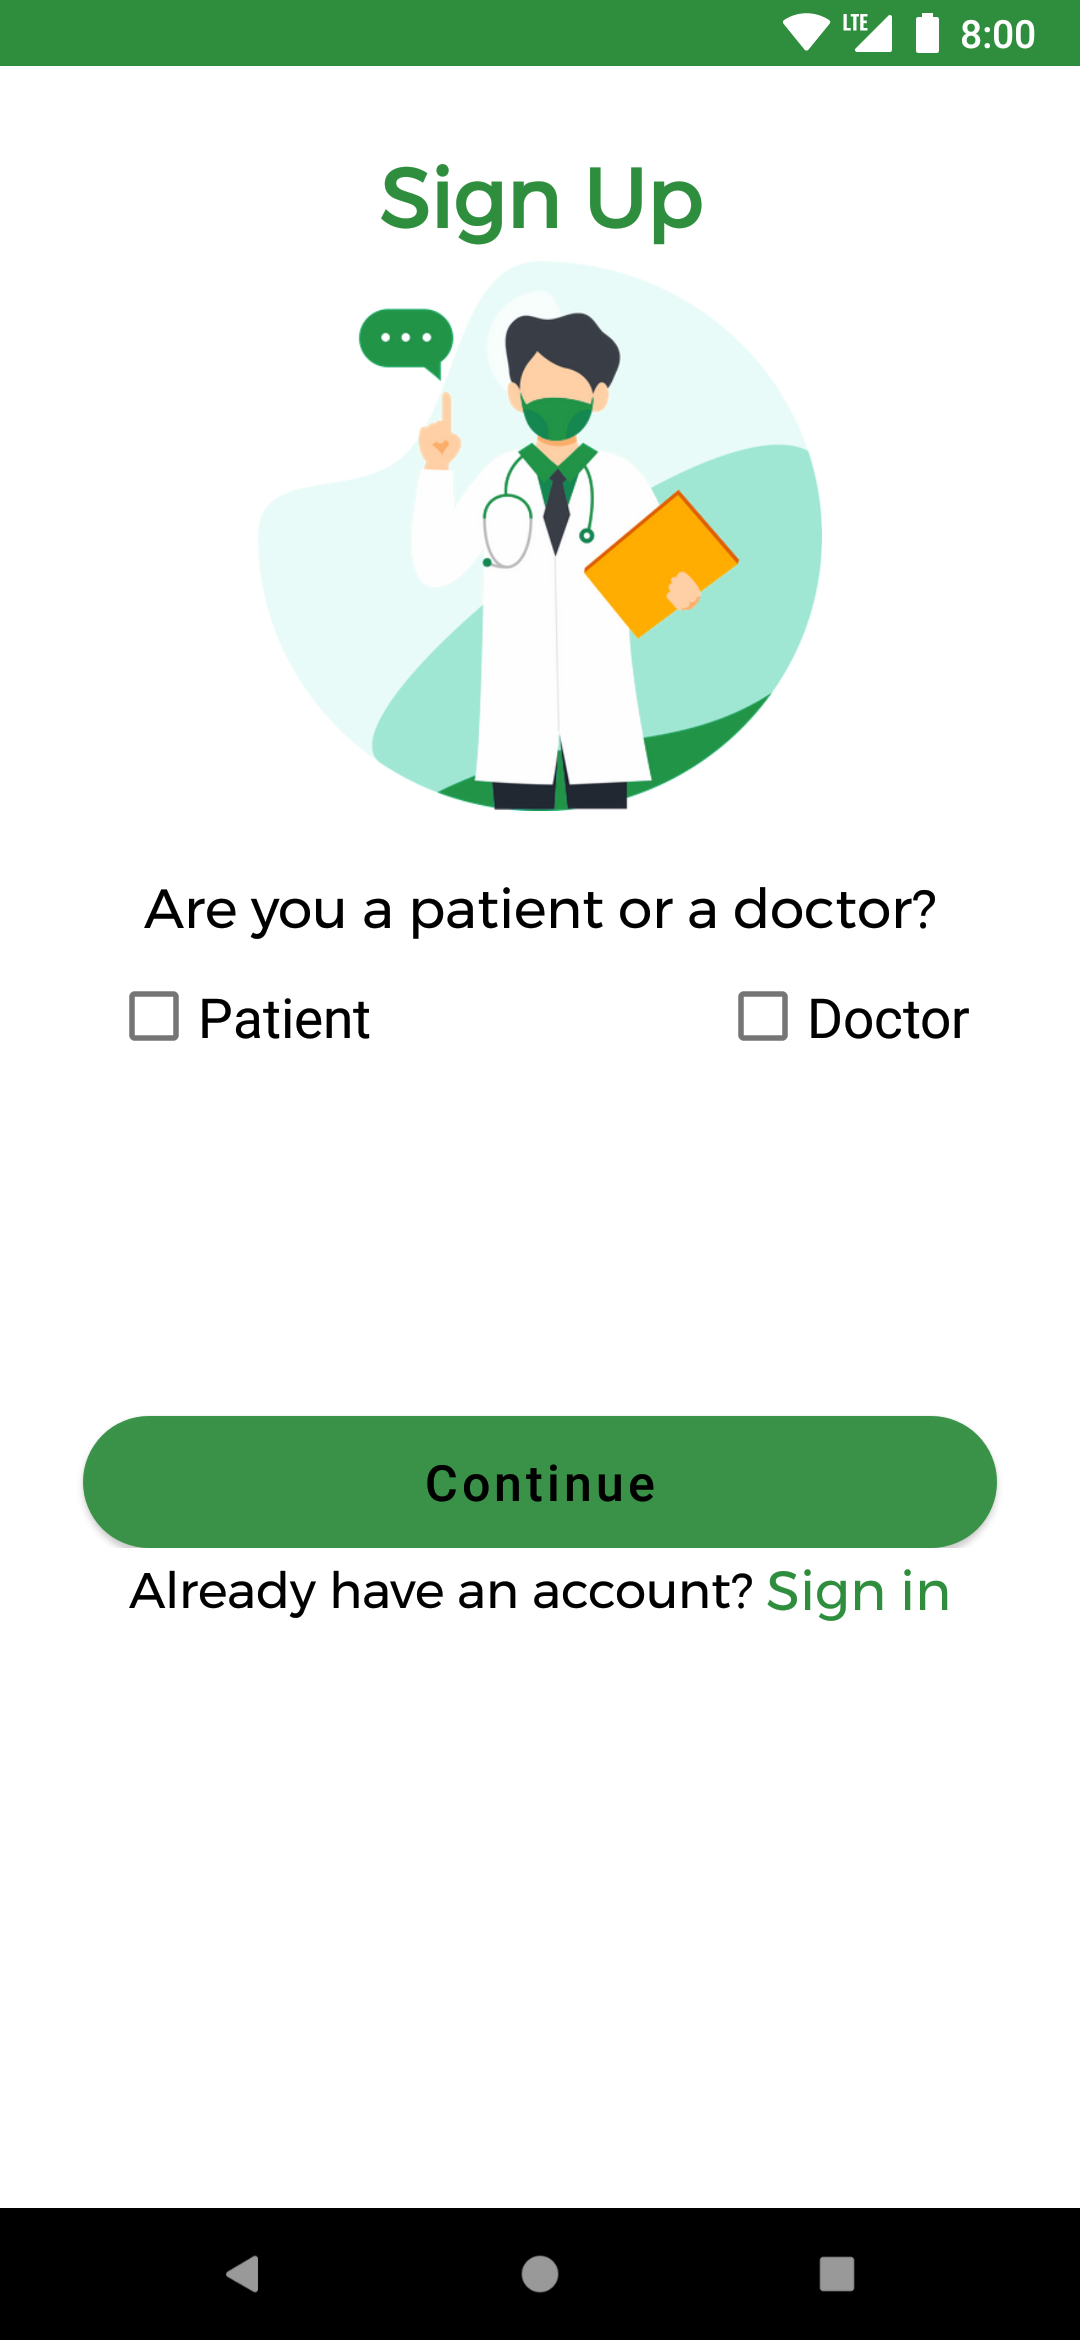 LTE 8:00
Sign Up
Are you a patient or a doctor?
Patient Doctor
Continue
Already have an account? Sign in